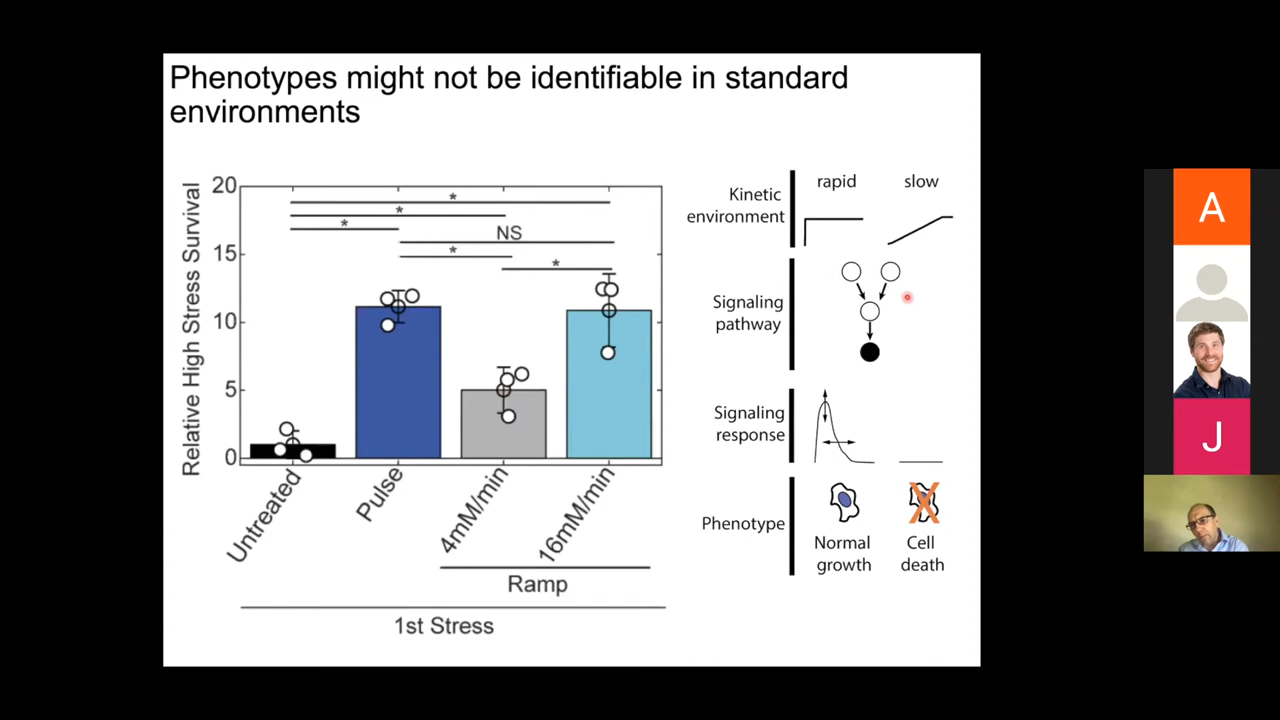 Phenotypes might not be identifiable in standard
environments
Relative High Stress Survival
20
15
10
5
0
*
*
*
NS
*
*
Untreated
Pulse
4mM/min
16mM/min
Ramp
1st Stress
Kinetic
environment
rapid
slow
Signaling
pathway
Signaling
response
Phenotype
Normal
growth
Cell
death
A
J